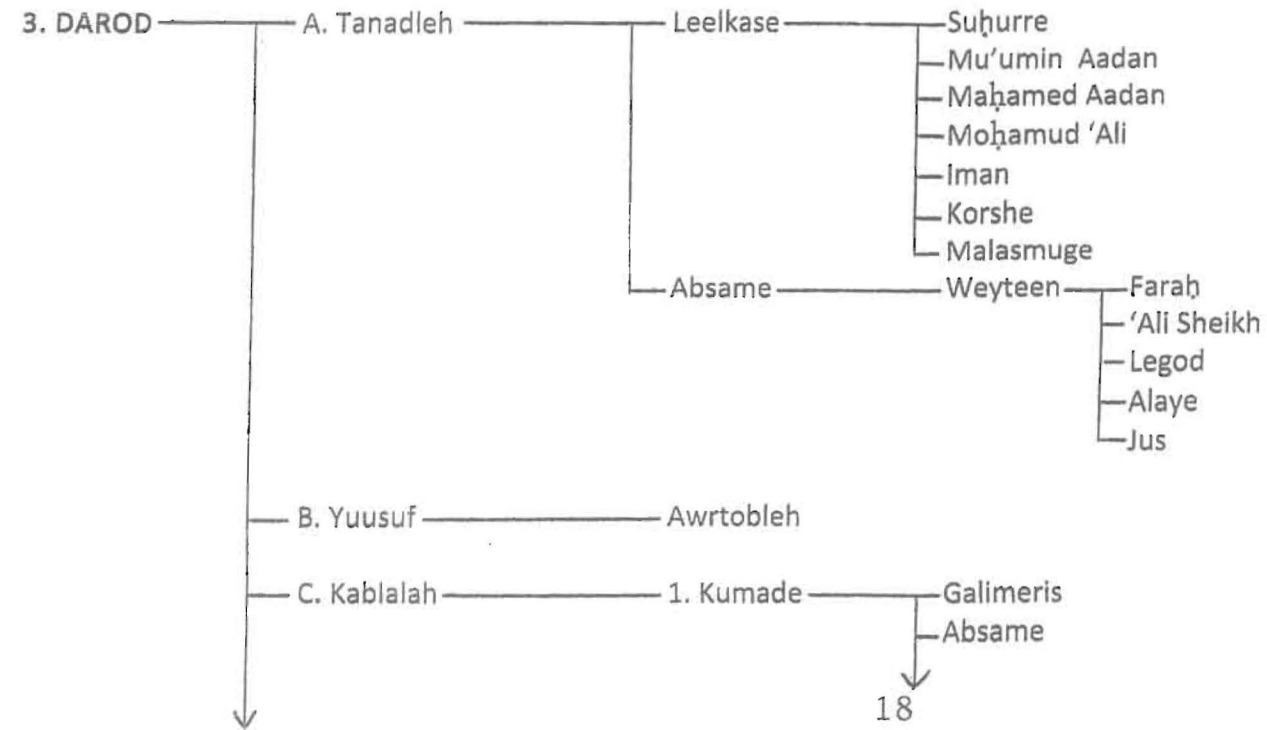 3. DAROD A. Tanadleh Leelkase Suḥurre
Mu'umin Aadan
Maḥamed Aadan
Moḥamud ‘Ali
Iman
Korshe
Malasmuge
Absame Weyteen Faraḥ
‘Ali Sheikh
Legod
Alaye
Jus
B. Yuusuf Awrtobleh
C. Kablalah 1. Kumade Galimeris
Absame
18